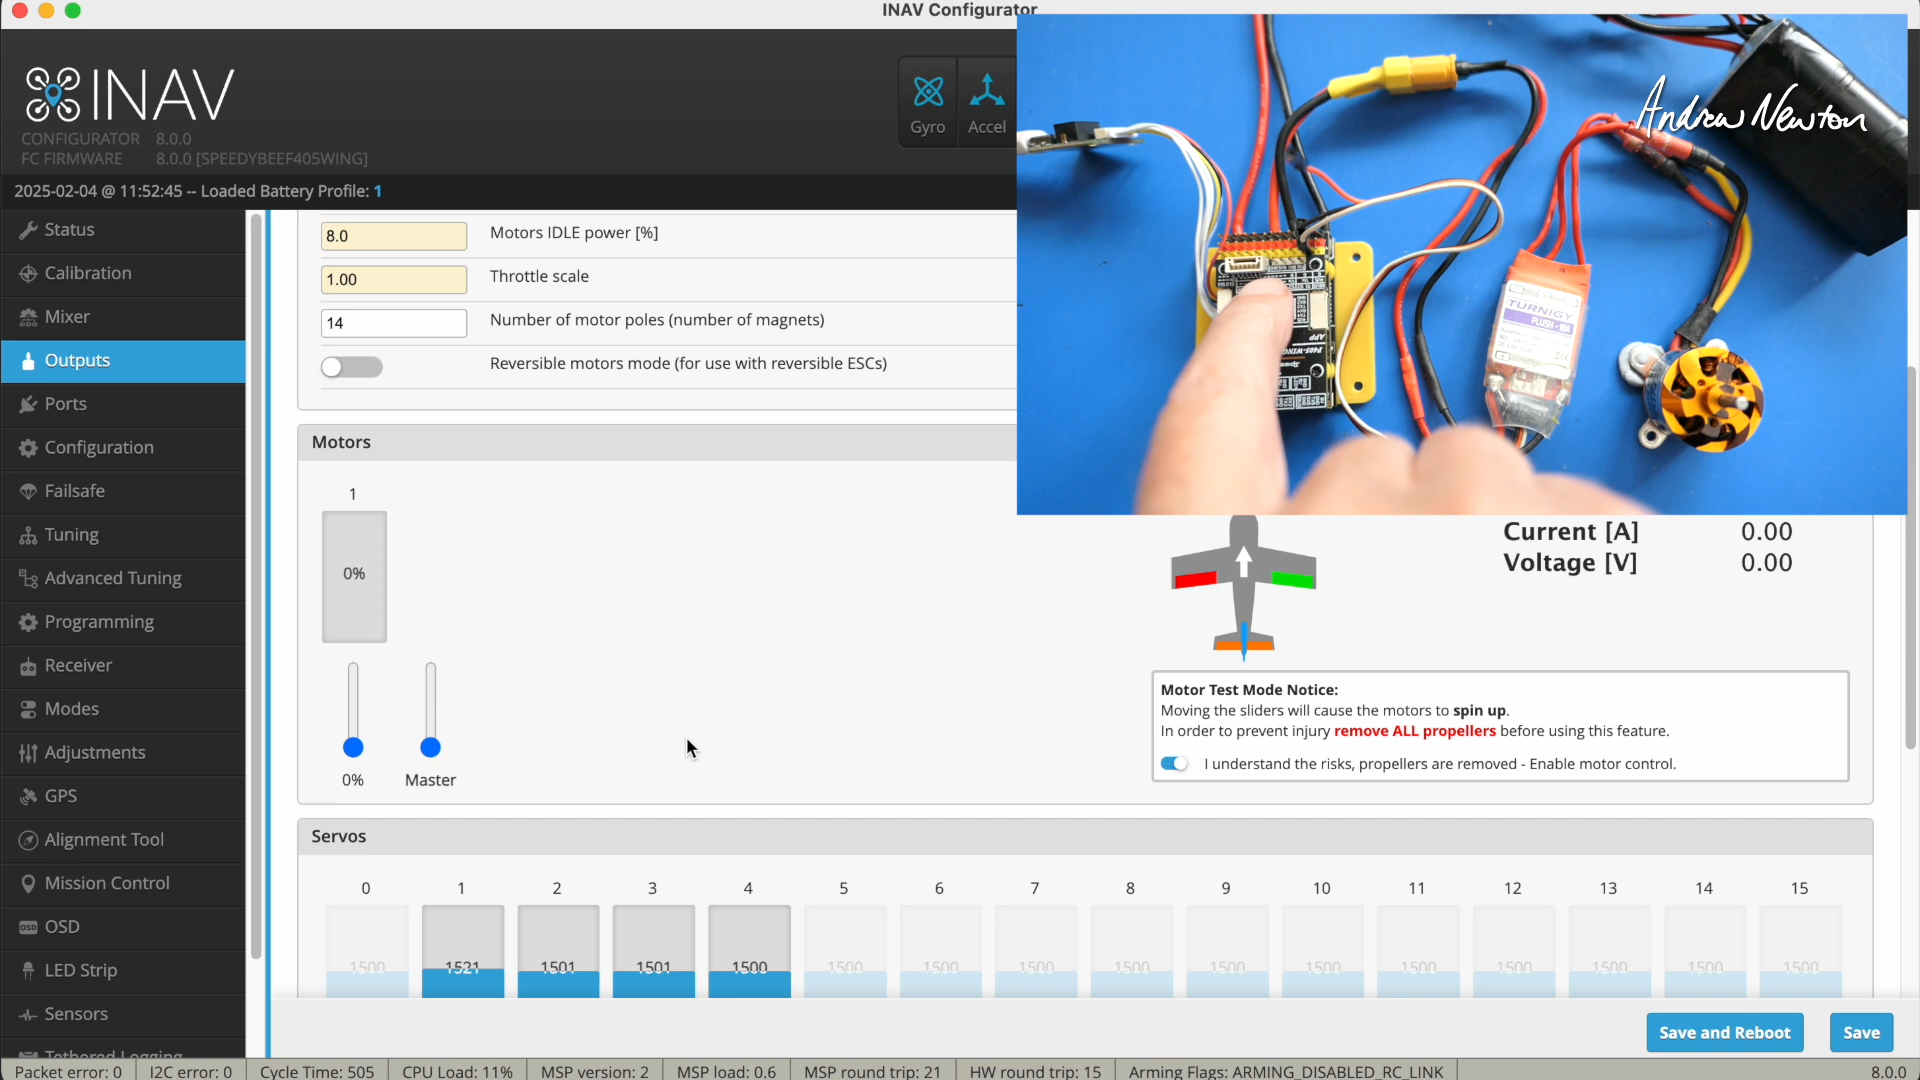 INAV Configurator
INAV
CONFIGURATOR 8.0.0
FC FIRMWARE 8.0.0 [SPEEDYBEEF405WING]
Gyro
Accel
Andrew Newton
2025-02-04 @ 11:52:45 -- Loaded Battery Profile: 1
Status
Calibration
Mixer
Outputs
Ports
Configuration
Failsafe
Tuning
Advanced Tuning
Programming
Receiver
Modes
Adjustments
GPS
Alignment Tool
Mission Control
OSD
OSD
LED Strip
Sensors
Tethered Logging
8.0 Motors IDLE power [%]
1.00 Throttle scale
14 Number of motor poles (number of magnets)
Reversible motors mode (for use with reversible ESCs)
TURNIGY
PLUSH
APP
F405-WING
Motors
1
0%
0%
Master
Current [A] 0.00
Voltage [V] 0.00
Motor Test Mode Notice:
Moving the sliders will cause the motors to spin up.
In order to prevent injury remove ALL propellers before using this feature.
I understand the risks, propellers are removed - Enable motor control.
Servos
0 1 2 3 4 5 6 7 8 9 10 11 12 13 14 15
1500 1521 1501 1501 1500 1500 1500 1500 1500 1500 1500 1500 1500 1500 1500 1500
Save and Reboot
Save
Packet error: 0 I2C error: 0 Cycle Time: 505 CPU Load: 11% MSP version: 2 MSP load: 0.6 MSP round trip: 21 HW round trip: 15 Arming Flags: ARMING_DISABLED_RC_LINK 8.0.0